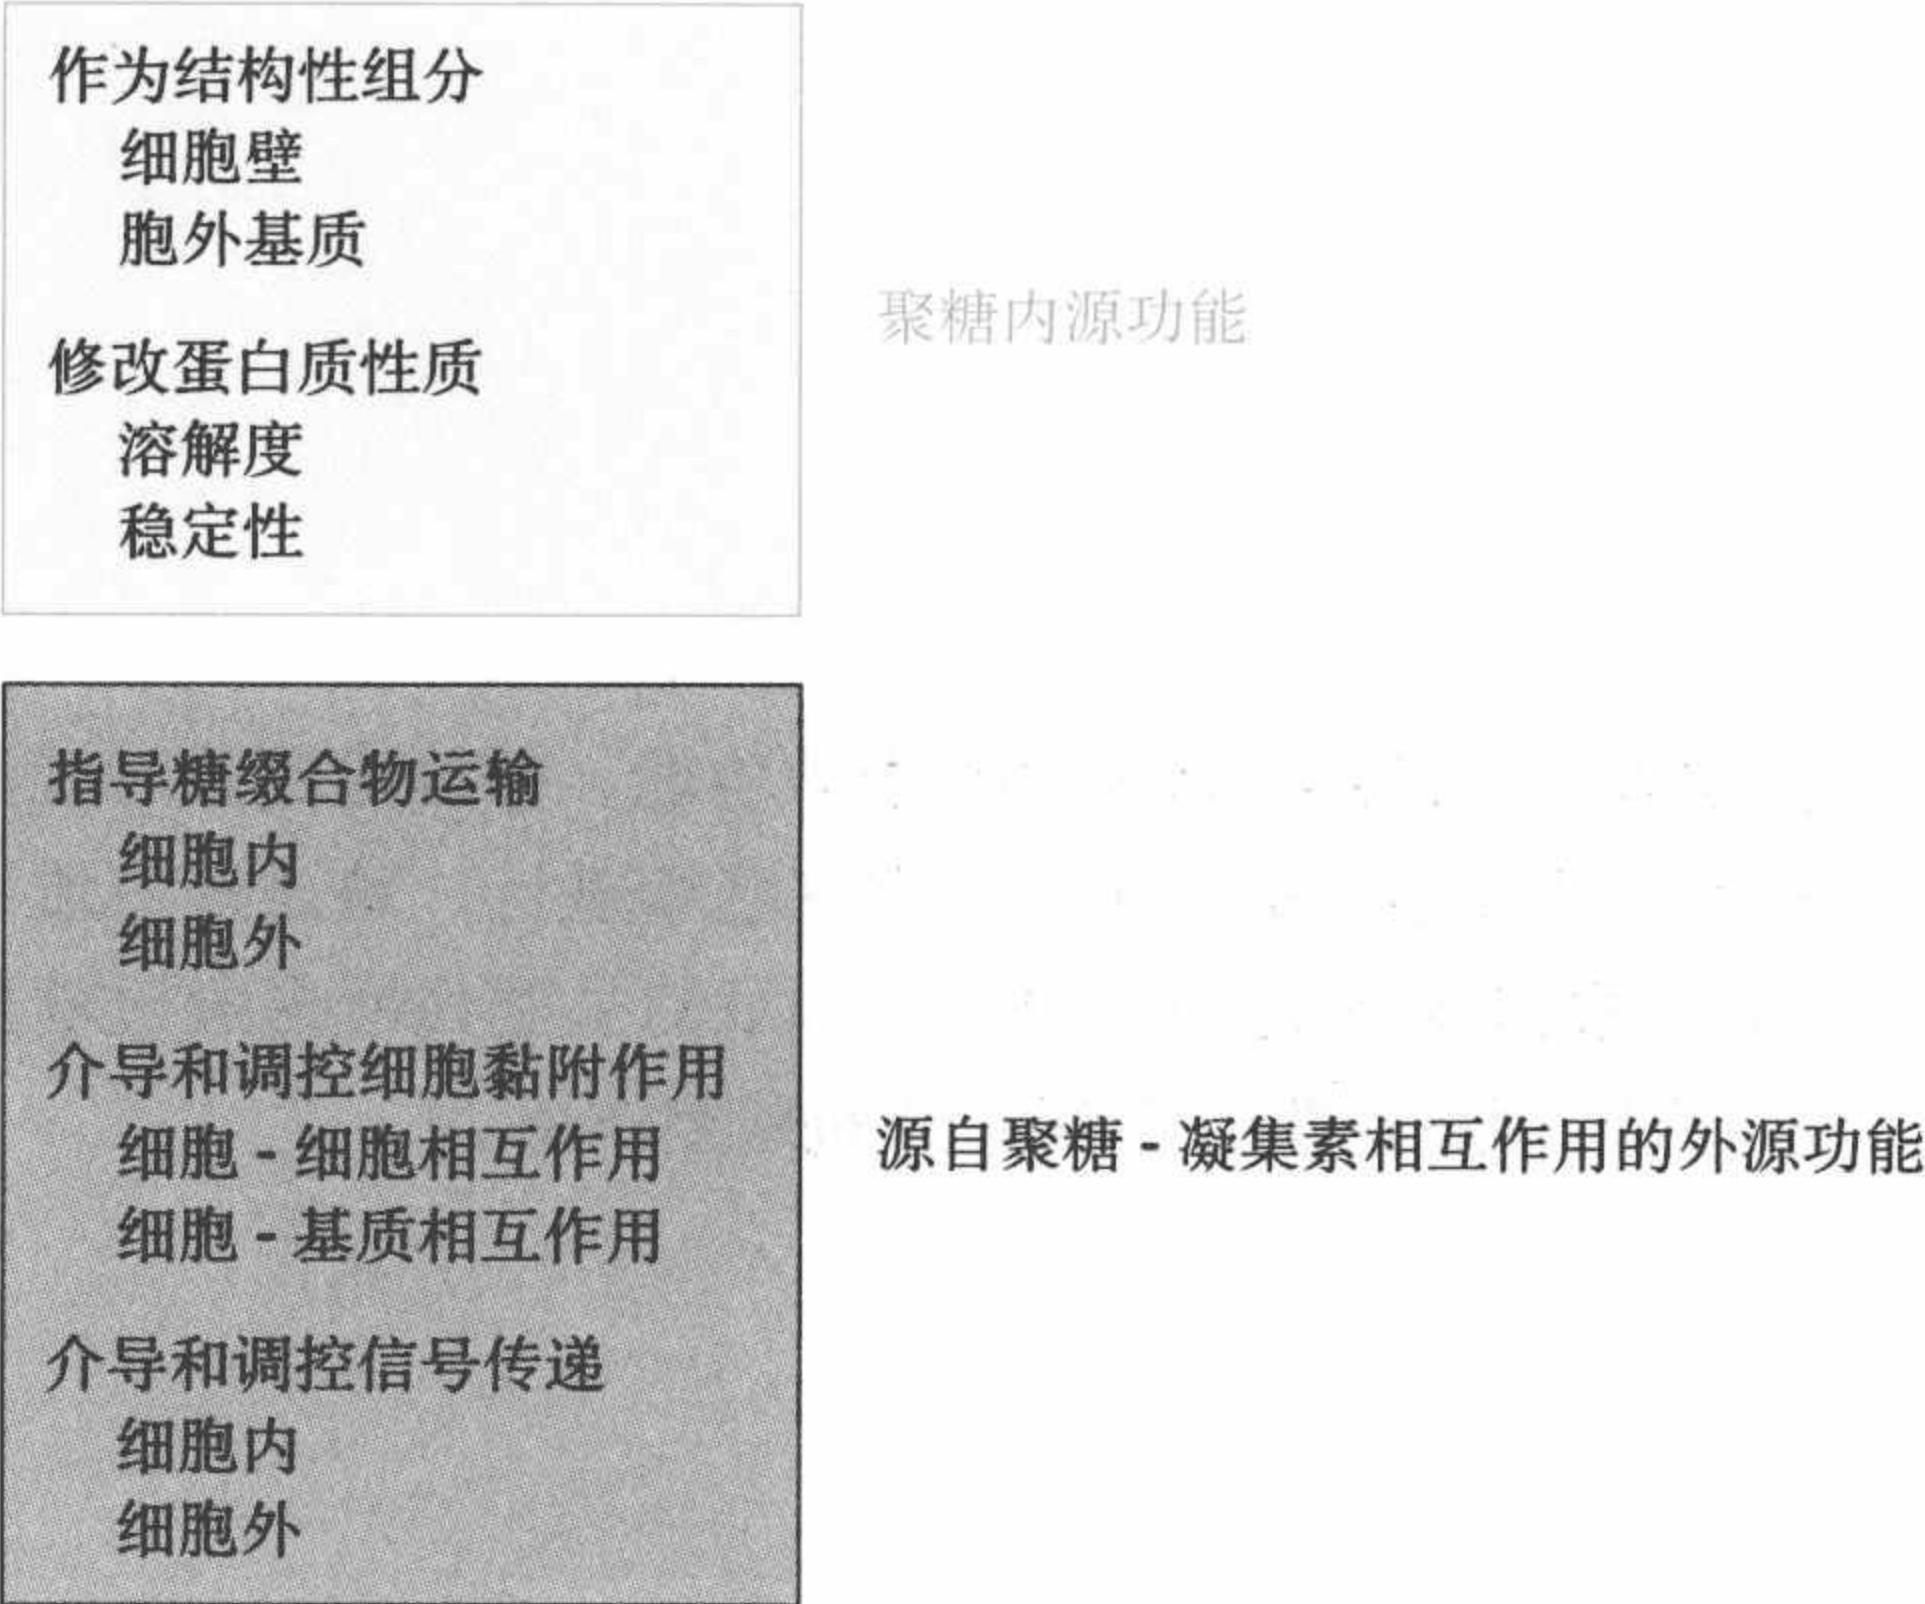 作为结构性组分
细胞壁
胞外基质
修改蛋白质性质
溶解度
稳定性
聚糖内源功能
指导糖缀合物运输
细胞内
细胞外
介导和调控细胞黏附作用
细胞 - 细胞相互作用
细胞 - 基质相互作用
介导和调控信号传递
细胞内
细胞外
源自聚糖 - 凝集素相互作用的外源功能